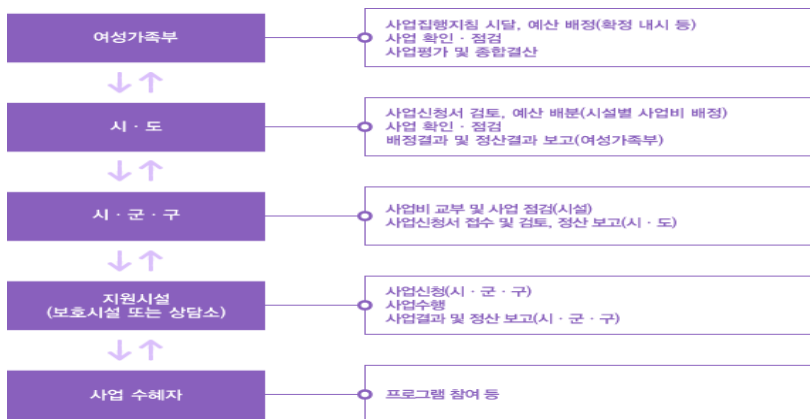 여성가족부
사업집행지침 시달, 예산 배정(확정 내시 등)
사업 확인 · 점검
사업평가 및 종합결산
시 · 도
사업신청서 검토, 예산 배분(시설별 사업비 배정)
사업 확인 · 점검
배정결과 및 정산결과 보고(여성가족부)
시 · 군 · 구
사업비 교부 및 사업 점검(시설)
사업신청서 접수 및 검토, 정산 보고(시 · 도)
지원시설
(보호시설 또는 상담소)
사업신청(시 · 군 · 구)
사업수행
사업결과 및 정산 보고(시 · 군 · 구)
사업 수혜자
프로그램 참여 등